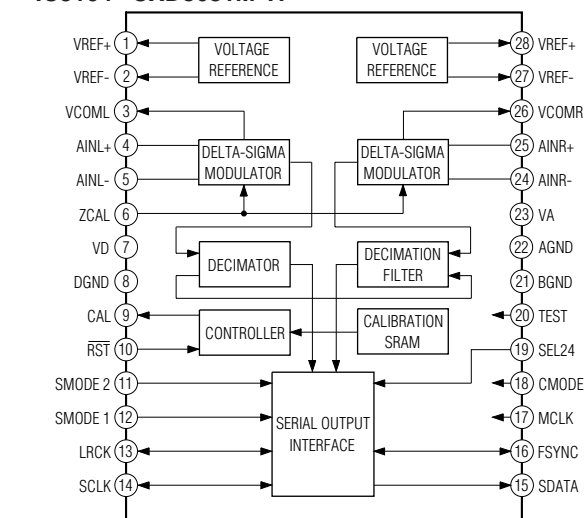 VREF+ 1
VREF- 2
VCOML 3
AINL+ 4
AINL- 5
ZCAL 6
VD 7
DGND 8
CAL 9
RST 10
SMODE 2 11
SMODE 1 12
LRCK 13
SCLK 14
VOLTAGE
REFERENCE
VOLTAGE
REFERENCE
DELTA-SIGMA
MODULATOR
DELTA-SIGMA
MODULATOR
DECIMATOR
DECIMATION
FILTER
CONTROLLER
CALIBRATION
SRAM
SERIAL OUTPUT
INTERFACE
28 VREF+
27 VREF-
26 VCOMR
25 AINR+
24 AINR-
23 VA
22 AGND
21 BGND
20 TEST
19 SEL24
18 CMODE
17 MCLK
16 FSYNC
15 SDATA